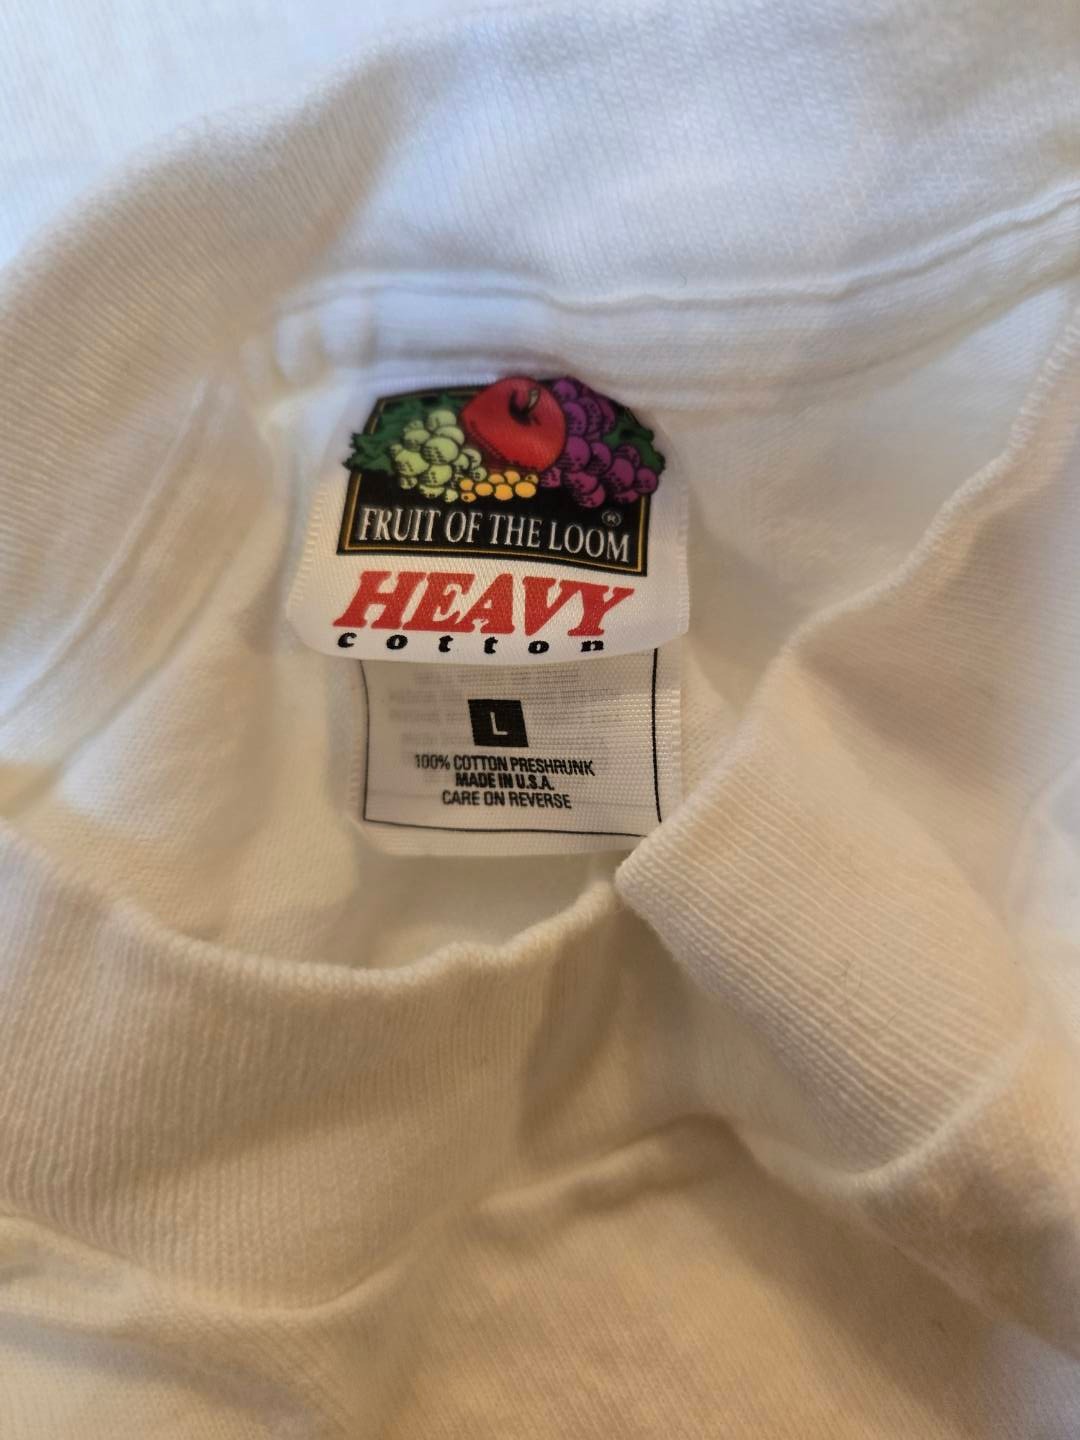 FRUIT OF THE LOOM ®
HEAVY
cotton
L
100% COTTON PRESHRUNK
MADE IN U.S.A.
CARE ON REVERSE